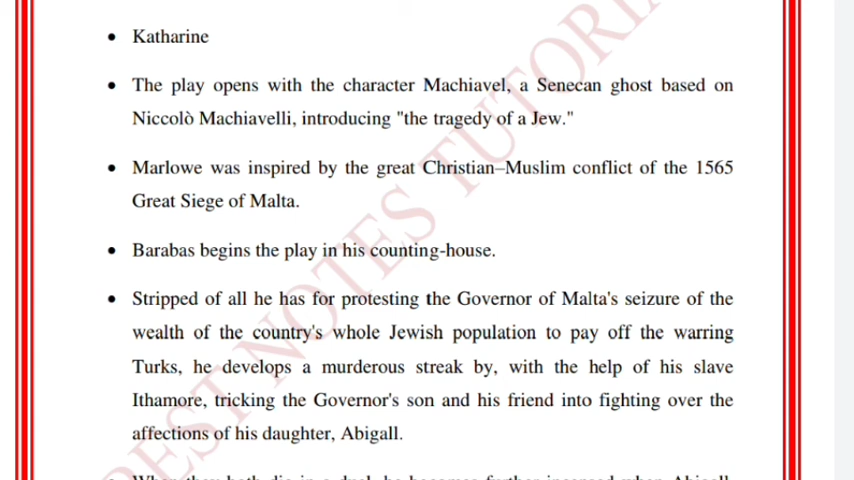 • Katharine
• The play opens with the character Machiavel, a Senecan ghost based on
Niccolò Machiavelli, introducing "the tragedy of a Jew."
• Marlowe was inspired by the great Christian–Muslim conflict of the 1565
Great Siege of Malta.
• Barabas begins the play in his counting-house.
• Stripped of all he has for protesting the Governor of Malta's seizure of the
wealth of the country's whole Jewish population to pay off the warring
Turks, he develops a murderous streak by, with the help of his slave
Ithamore, tricking the Governor's son and his friend into fighting over the
affections of his daughter, Abigall.
BEST NOTES TUTORI